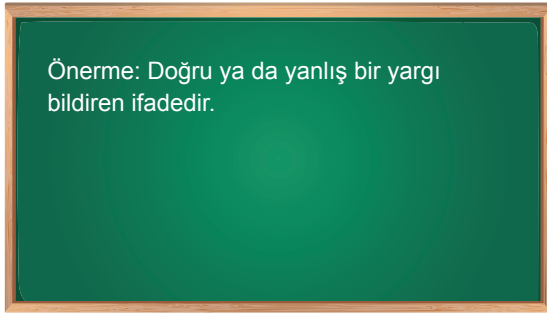 Önerme: Doğru ya da yanlış bir yargı
bildiren ifadedir.